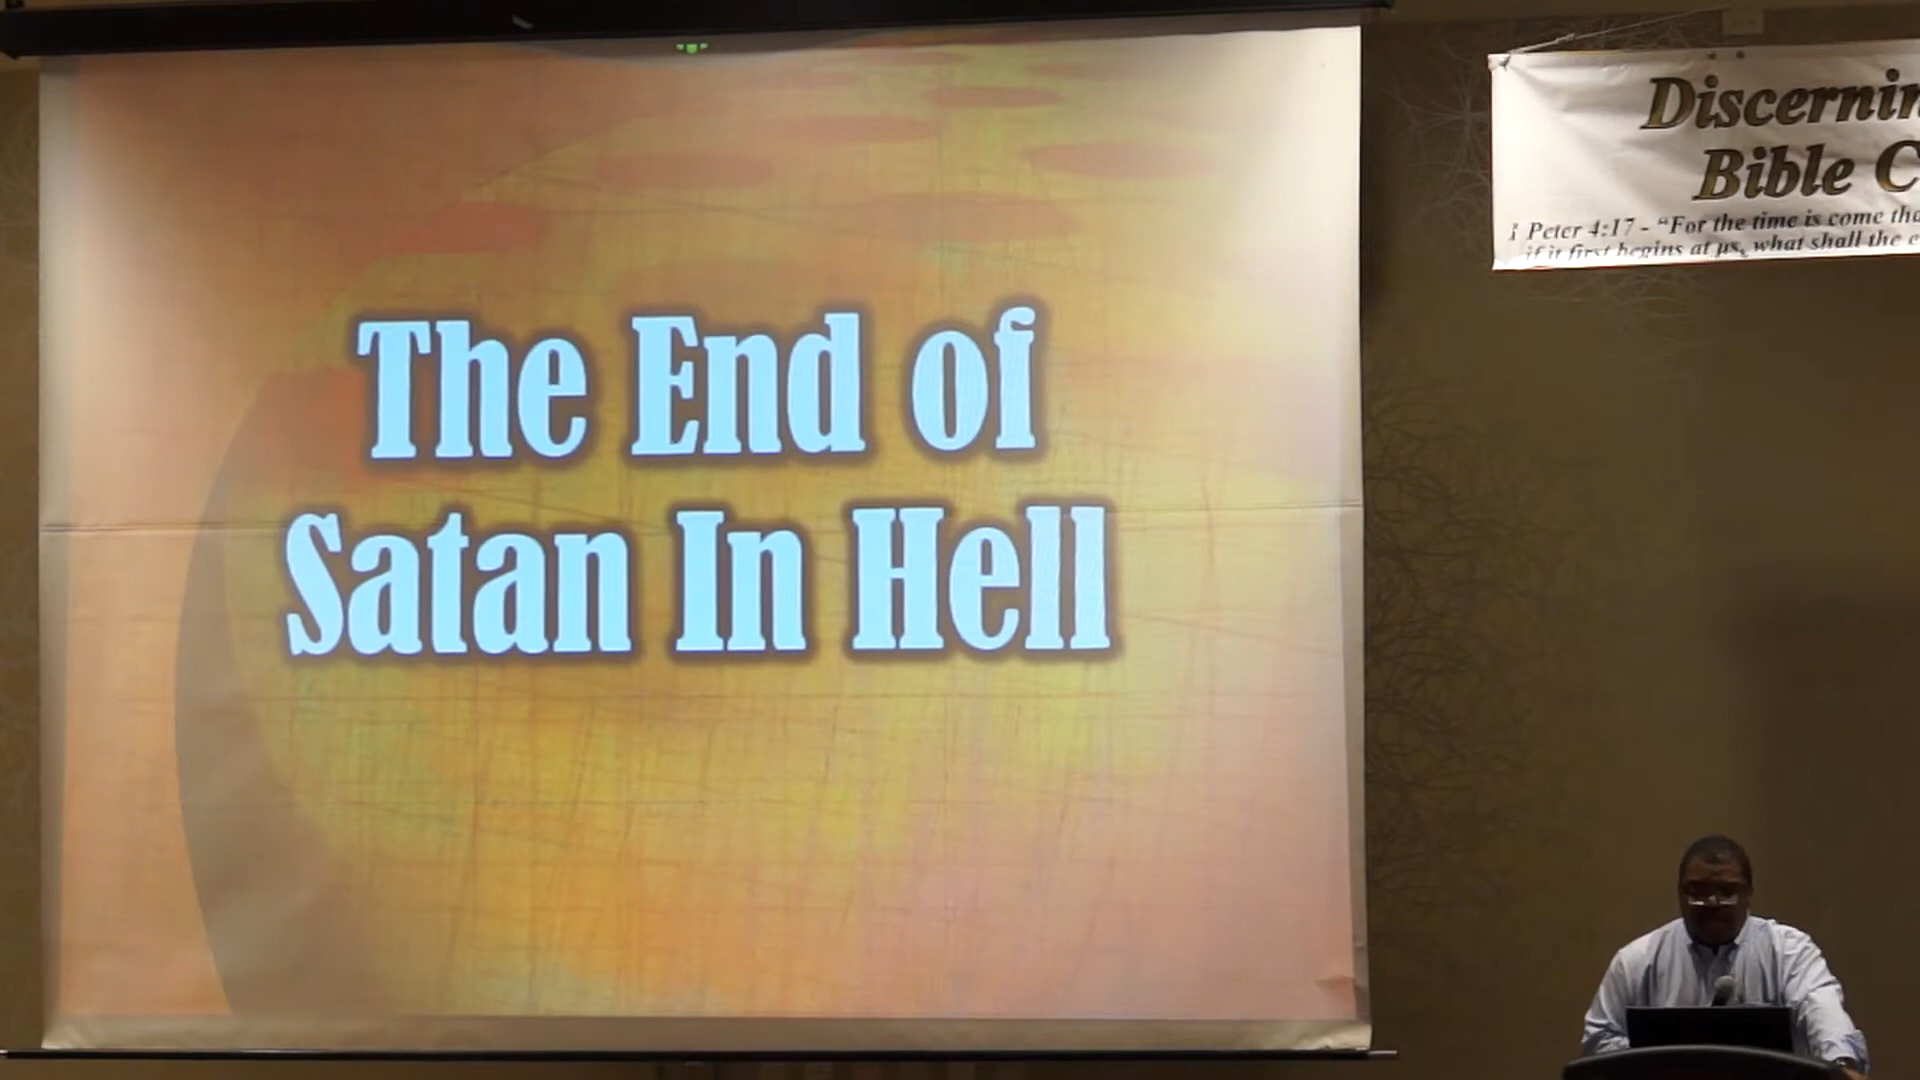 The End of
Satan In Hell
Discernin
Bible C
1 Peter 4:17 - "For the time is come tha
if it first begins at us, what shall the e